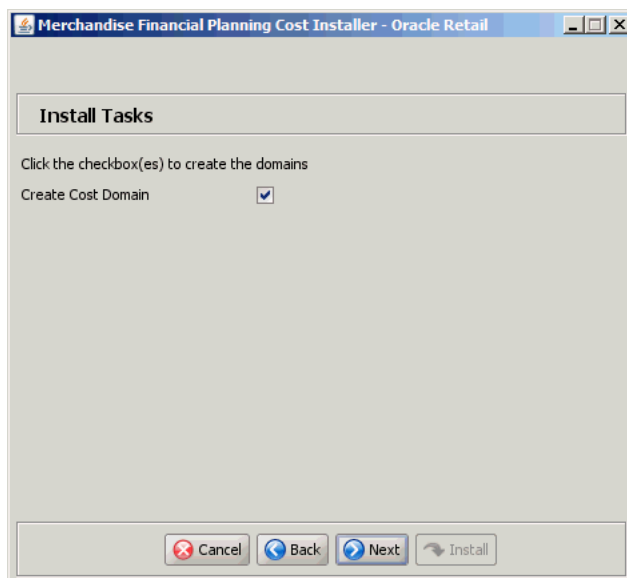 Merchandise Financial Planning Cost Installer - Oracle Retail
Install Tasks
Click the checkbox(es) to create the domains
Create Cost Domain
Cancel Back Next Install